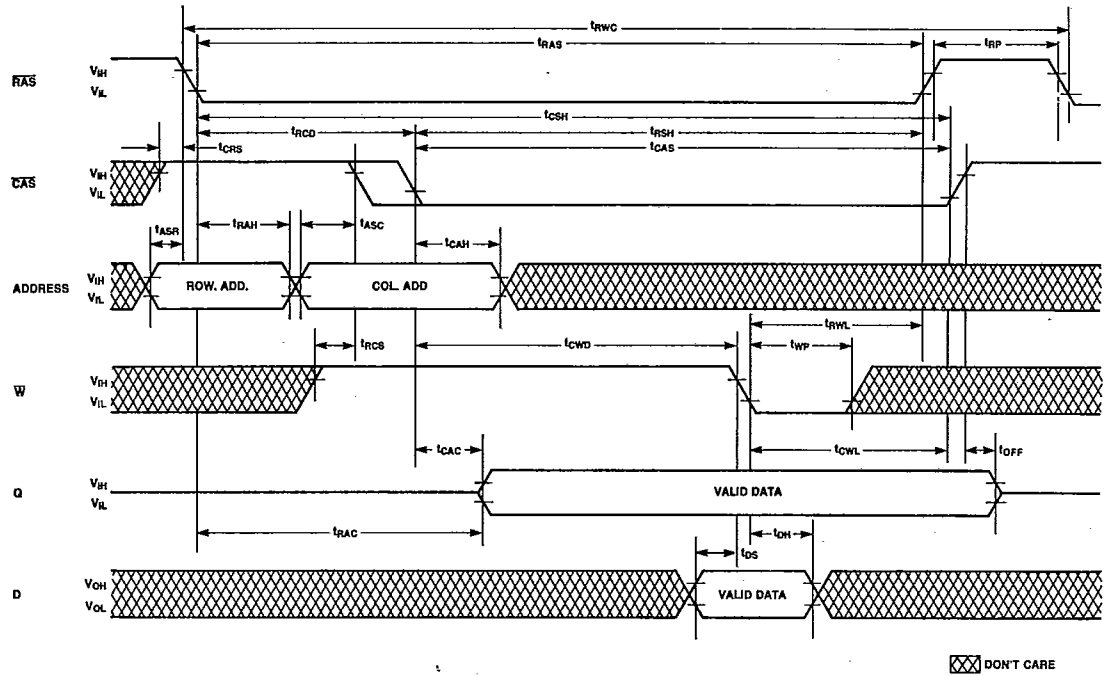 tRWC
tRAS
tRP
RAS
VIH
VIL
tCSH
tRCD
tRSH
tCRS
tCAS
CAS
VIH
VIL
tASR
tRAH
tASC
tCAH
ADDRESS
VIH
VIL
ROW. ADD.
COL. ADD
tRWL
tRCS
tCWD
tWP
W
VIH
VIL
tCAC
tCWL
tOFF
Q
VIH
VIL
VALID DATA
tRAC
tDH
tDS
D
VOH
VOL
VALID DATA
DON'T CARE